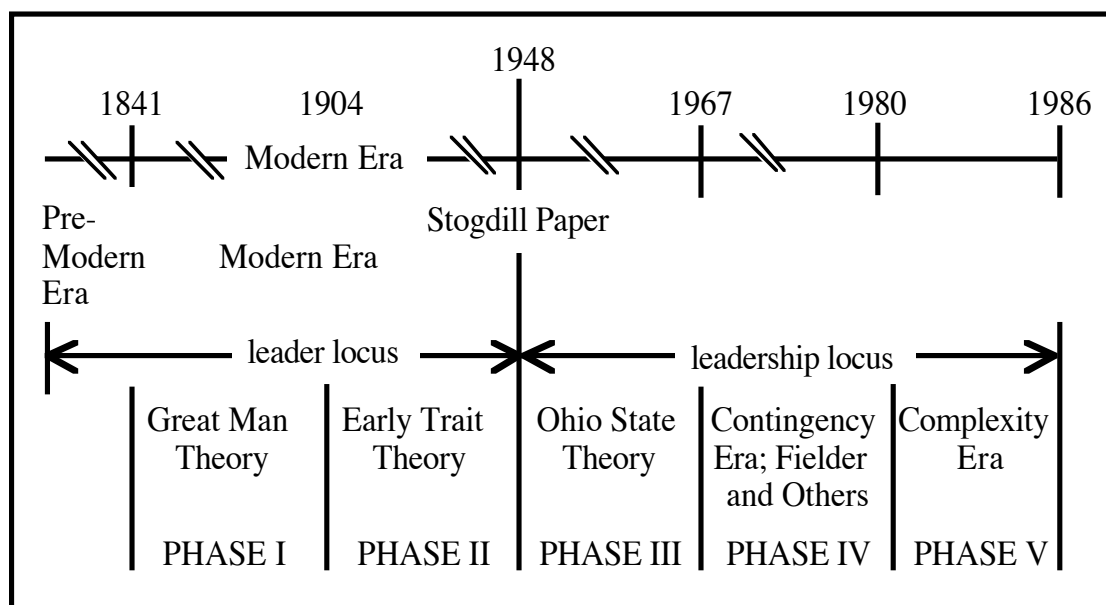 1948
1841 1904 1967 1980 1986
Modern Era
Pre-
Modern
Era
Stogdill Paper
Modern Era
leader locus
leadership locus
Great Man
Theory
Early Trait
Theory
Ohio State
Theory
Contingency
Era; Fielder
and Others
Complexity
Era
PHASE I PHASE II PHASE III PHASE IV PHASE V